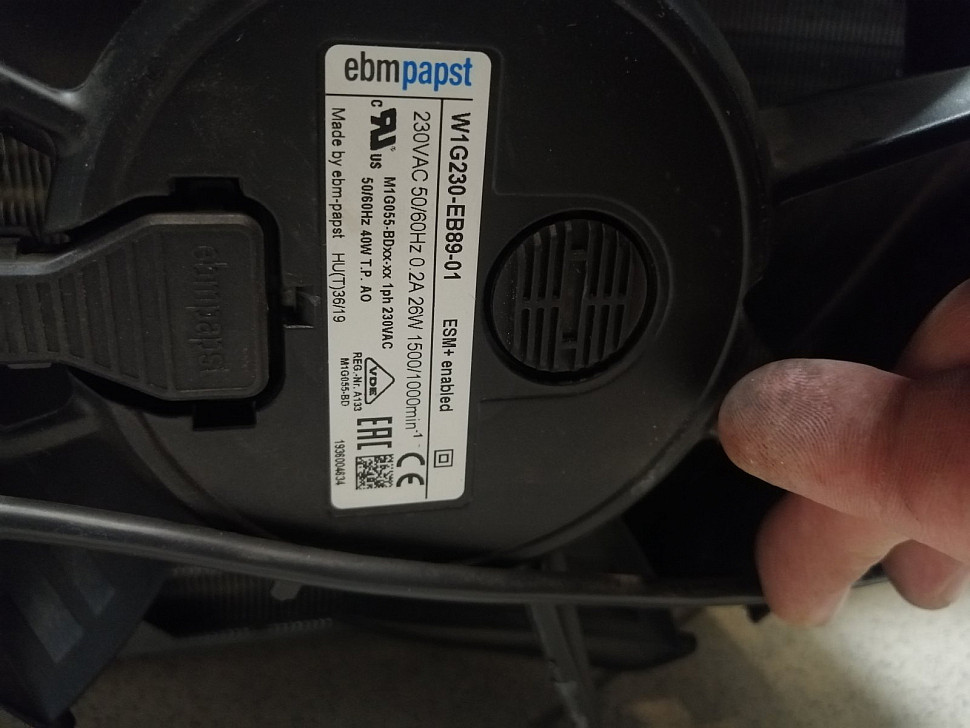 ebmpapst
W1G230-EB89-01 ESM+ enabled
230VAC 50/60Hz 0.2A 26W 1500/1000min-1
C US
M1G055-BDxx-xx 1ph 230VAC
50/60Hz 40W T.P. AO
Made by ebm-papst HU(T)36/19
VDE
REG.-Nr. A133
M1G055-BD
EAC
CE
1936004634
ebmpapst